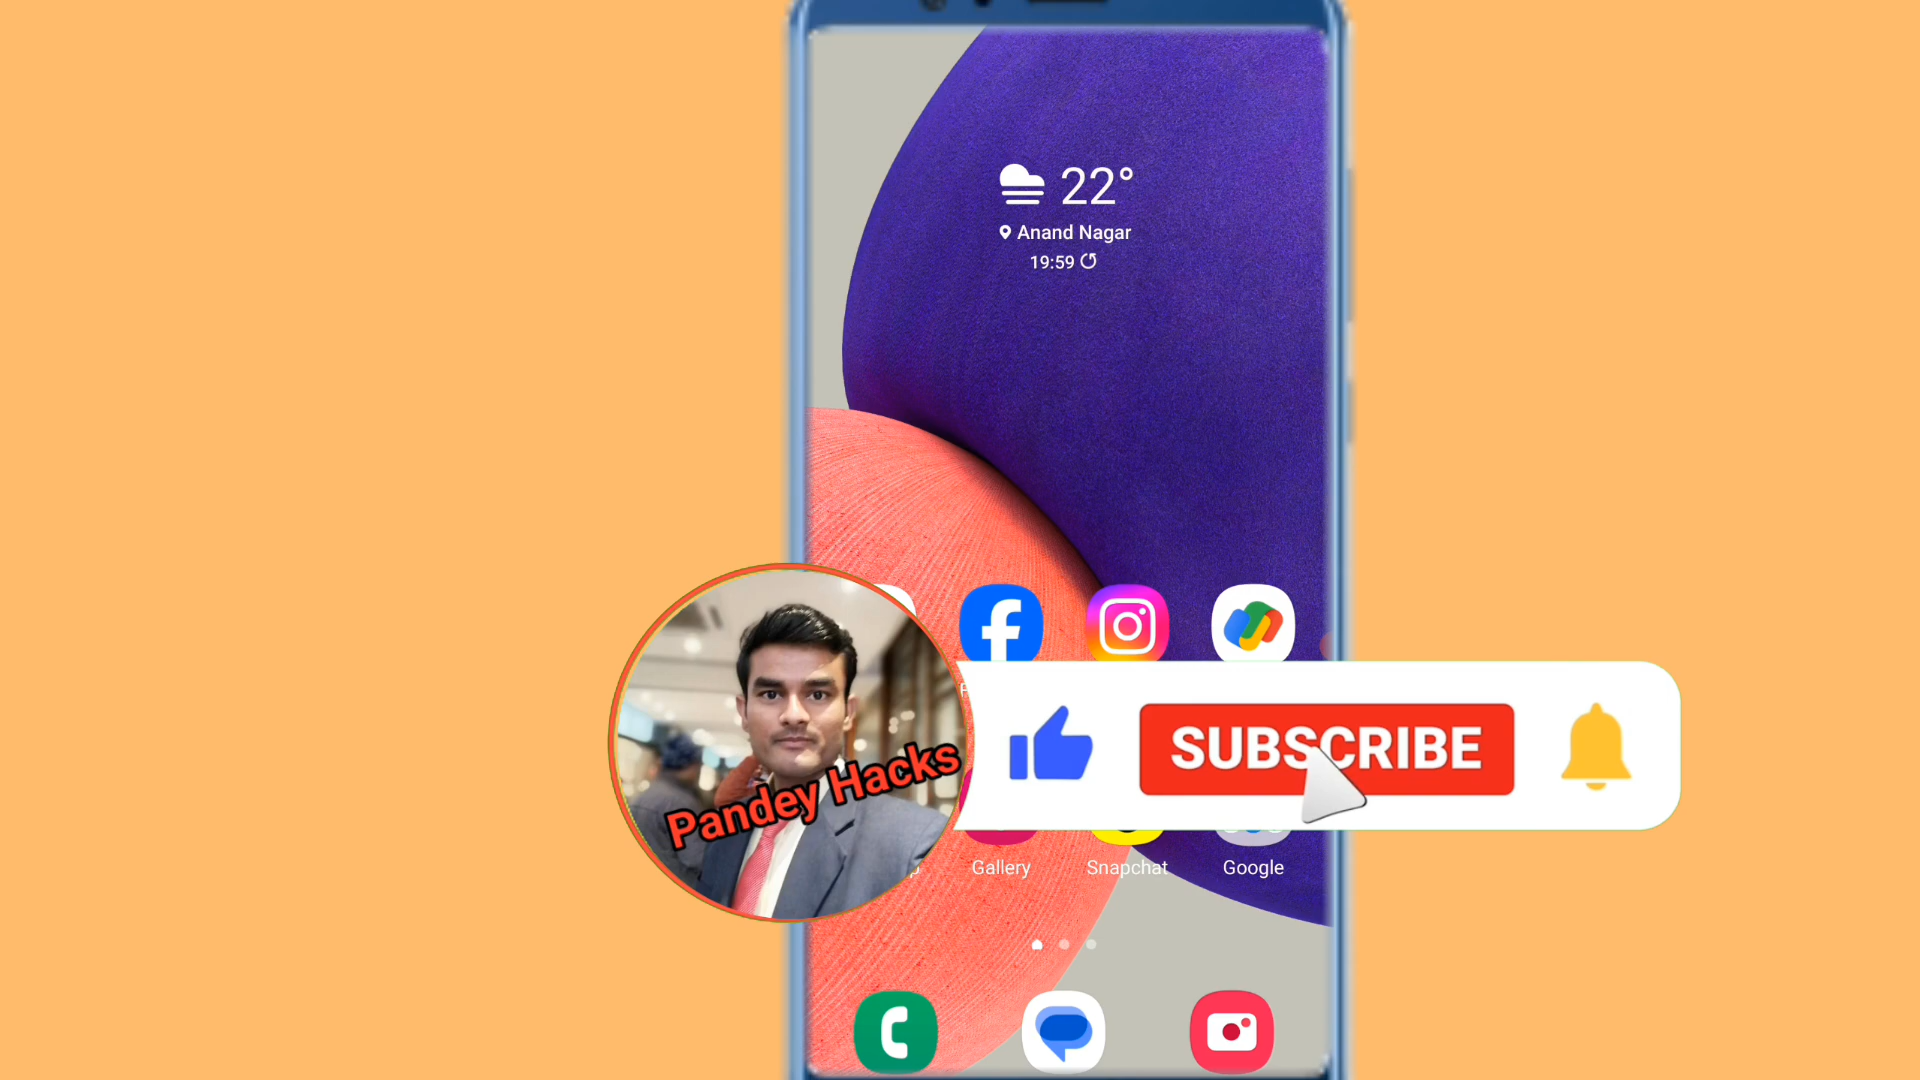 22°
Anand Nagar
19:59
SUBSCRIBE
Pandey Hacks
Gallery
Snapchat
Google